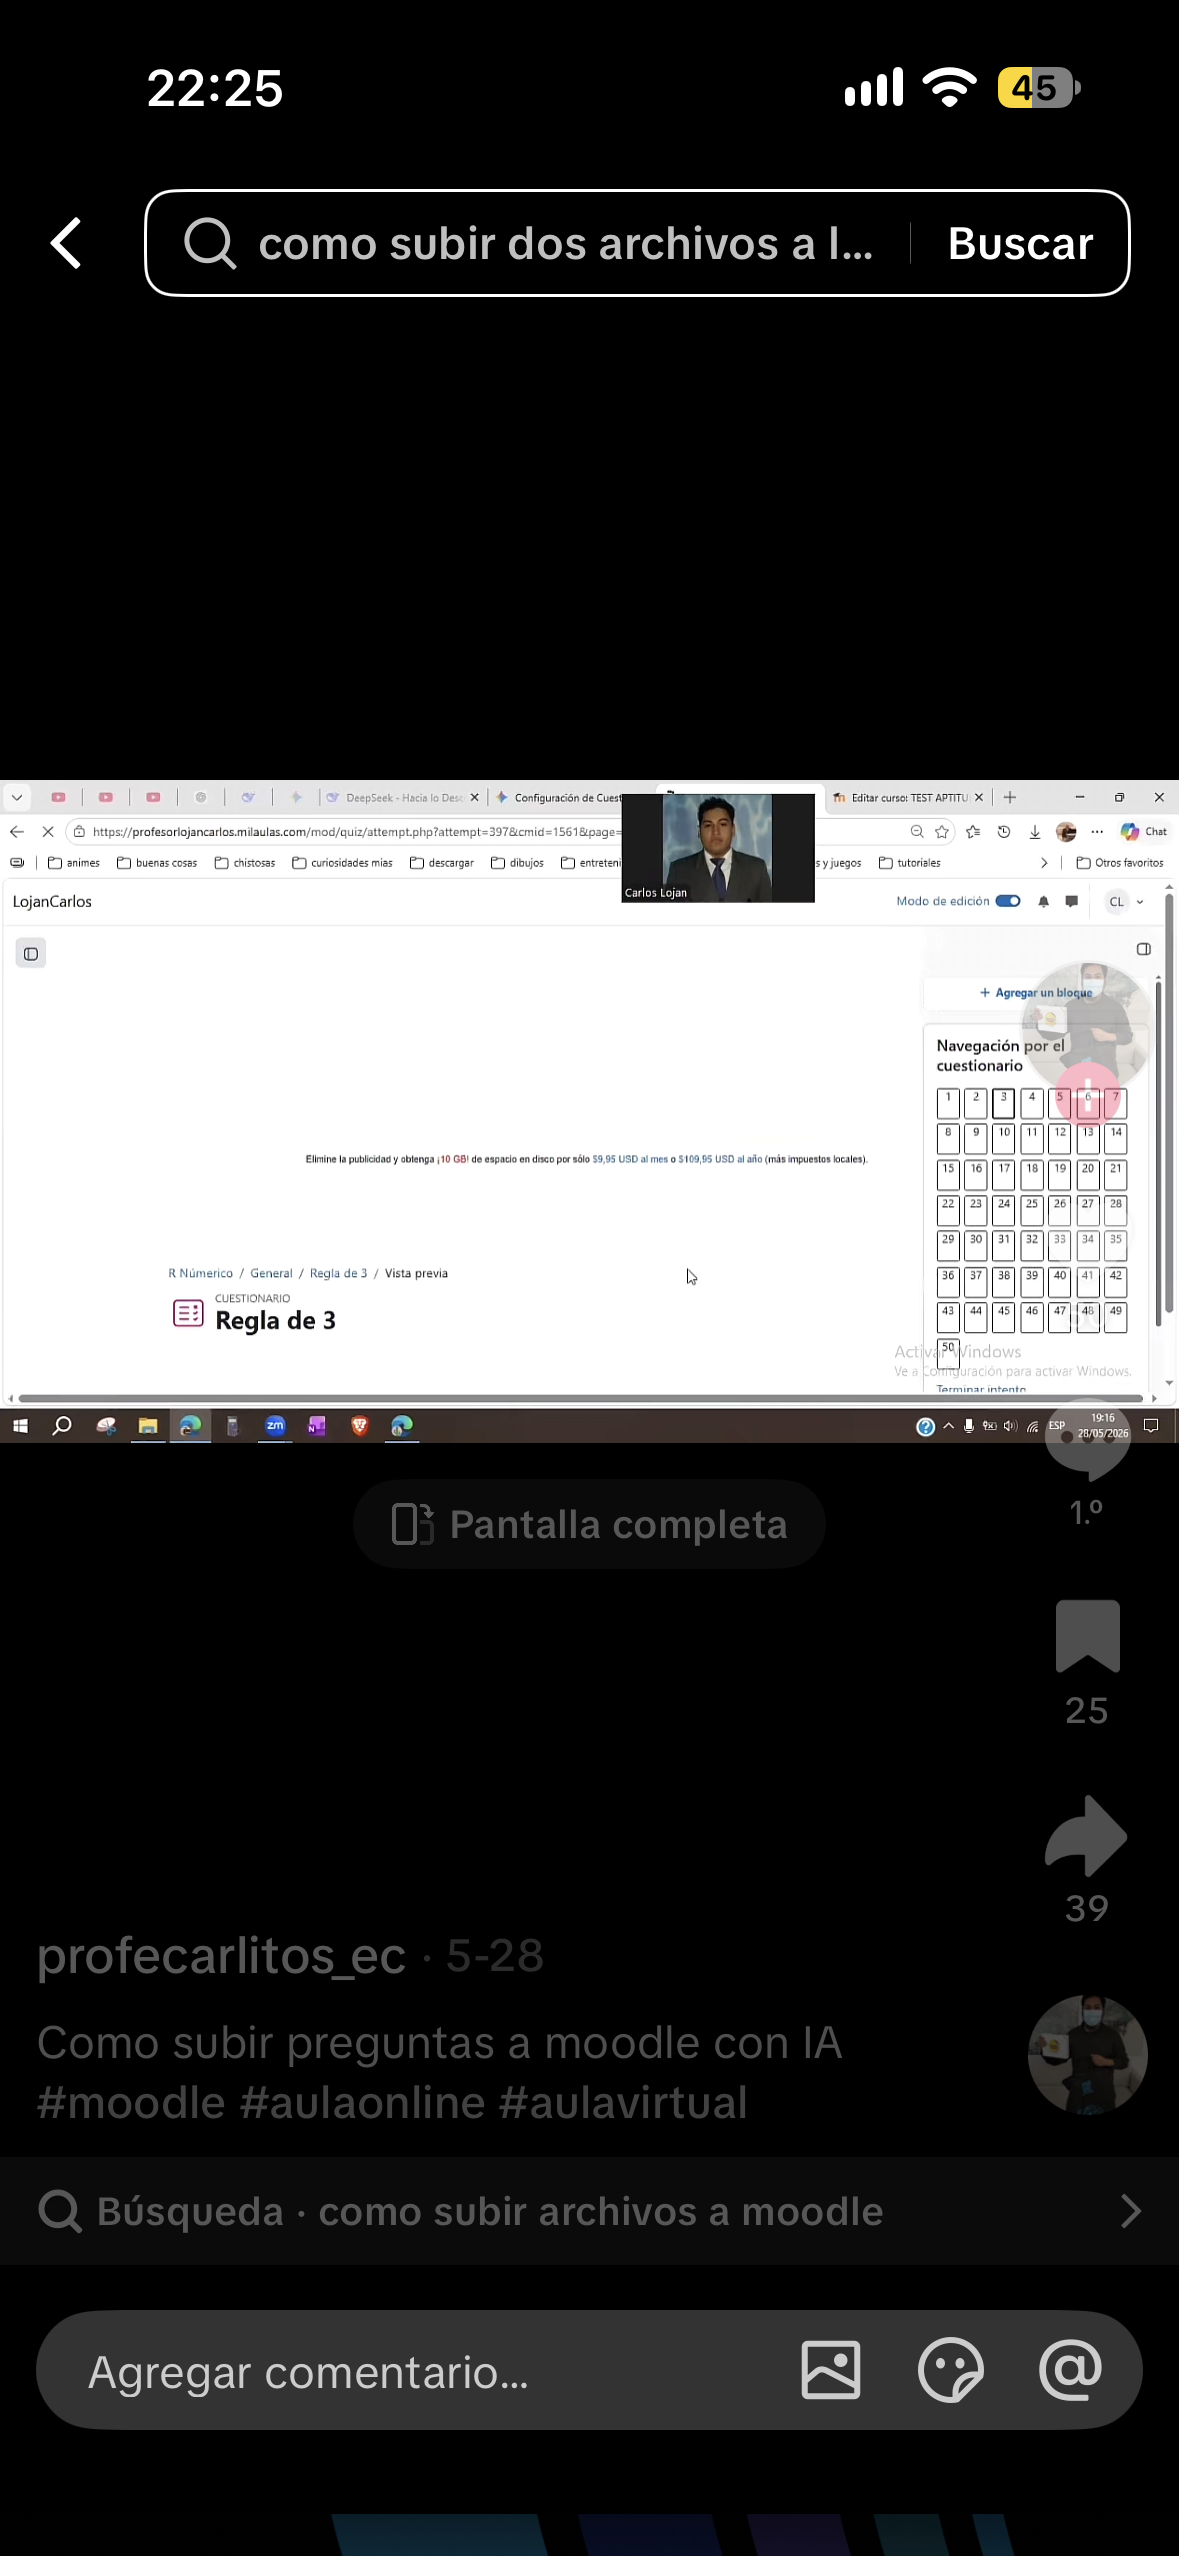 22:25
45
como subir dos archivos a l...
Buscar
DeepSeek - Hacia lo Desc
Configuración de Cuest
Editar curso: TEST APTITU
https://profesorlojancarlos.milaulas.com/mod/quiz/attempt.php?attempt=397&cmid=1561&page=
Chat
animes
buenas cosas
chistosas
curiosidades mias
descargar
dibujos
entreteni
s y juegos
tutoriales
Otros favoritos
Carlos Lojan
LojanCarlos
Modo de edición
CL
+ Agregar un bloque
Navegación por el
cuestionario
1 2 3 4 5 6 7
8 9 10 11 12 13 14
15 16 17 18 19 20 21
22 23 24 25 26 27 28
29 30 31 32 33 34 35
36 37 38 39 40 41 42
43 44 45 46 47 48 49
50
Elimine la publicidad y obtenga ¡10 GB! de espacio en disco por sólo $9,95 USD al mes o $109,95 USD al año (más impuestos locales).
R Númerico / General / Regla de 3 / Vista previa
CUESTIONARIO
Regla de 3
Activar Windows
Ve a Configuración para activar Windows.
Terminar intento
zm
N
ESP
19:16
28/05/2026
Pantalla completa
1.º
25
39
profecarlitos_ec · 5-28
Como subir preguntas a moodle con IA
#moodle #aulaonline #aulavirtual
Búsqueda · como subir archivos a moodle
Agregar comentario...